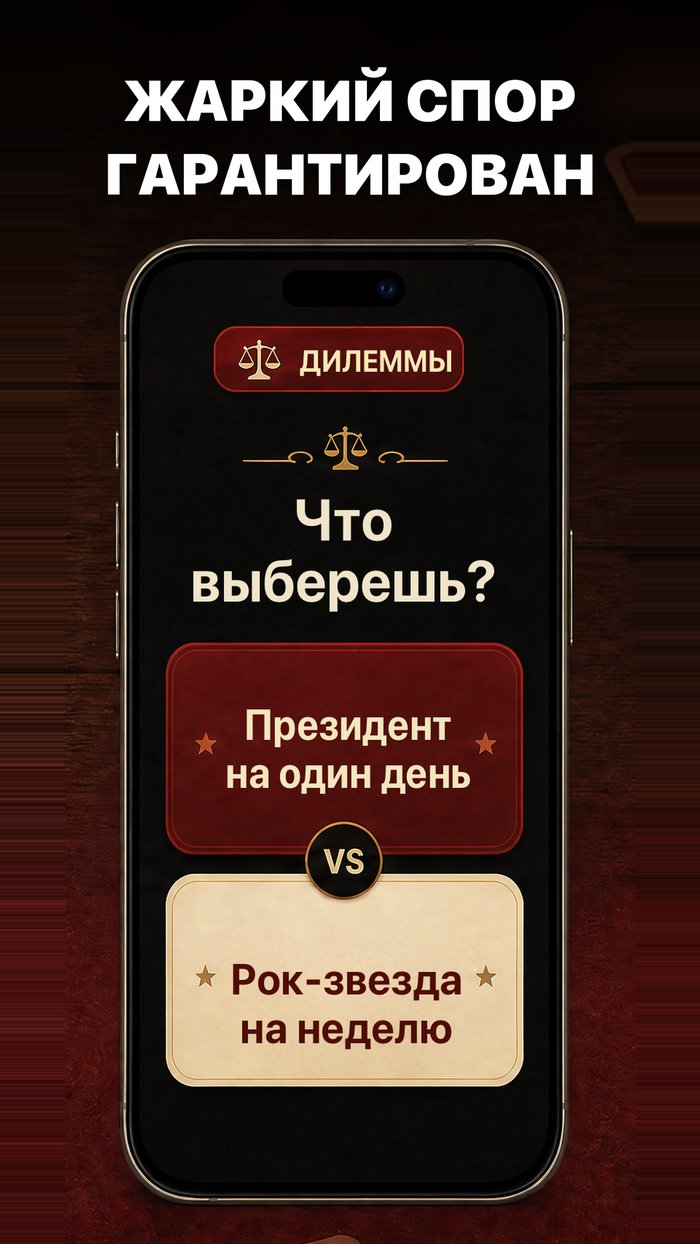 ЖАРКИЙ СПОР
ГАРАНТИРОВАН
ДИЛЕММЫ
Что
выберешь?
Президент
на один день
VS
Рок-звезда
на неделю